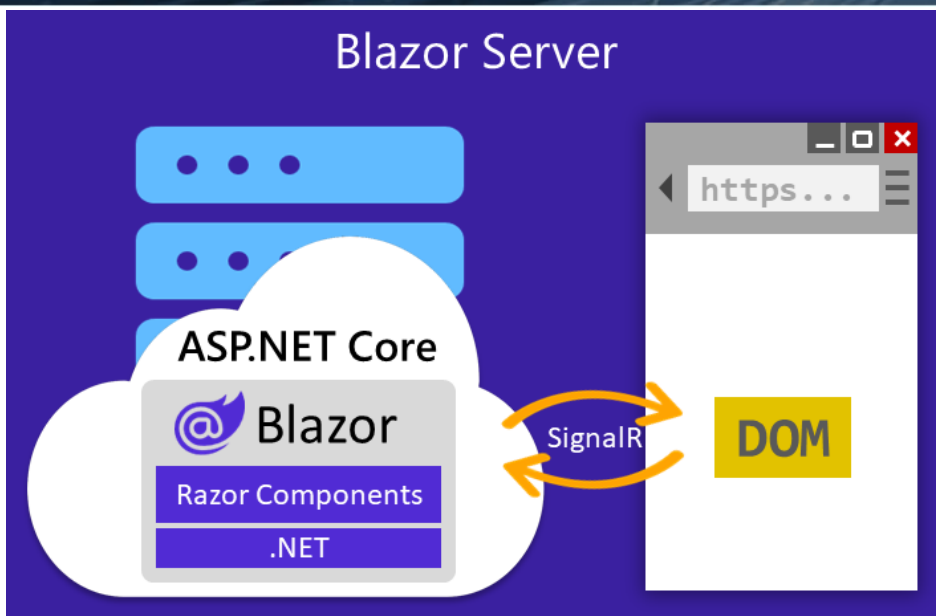 Blazor Server
https...
ASP.NET Core
@ Blazor
SignalR
DOM
Razor Components
.NET